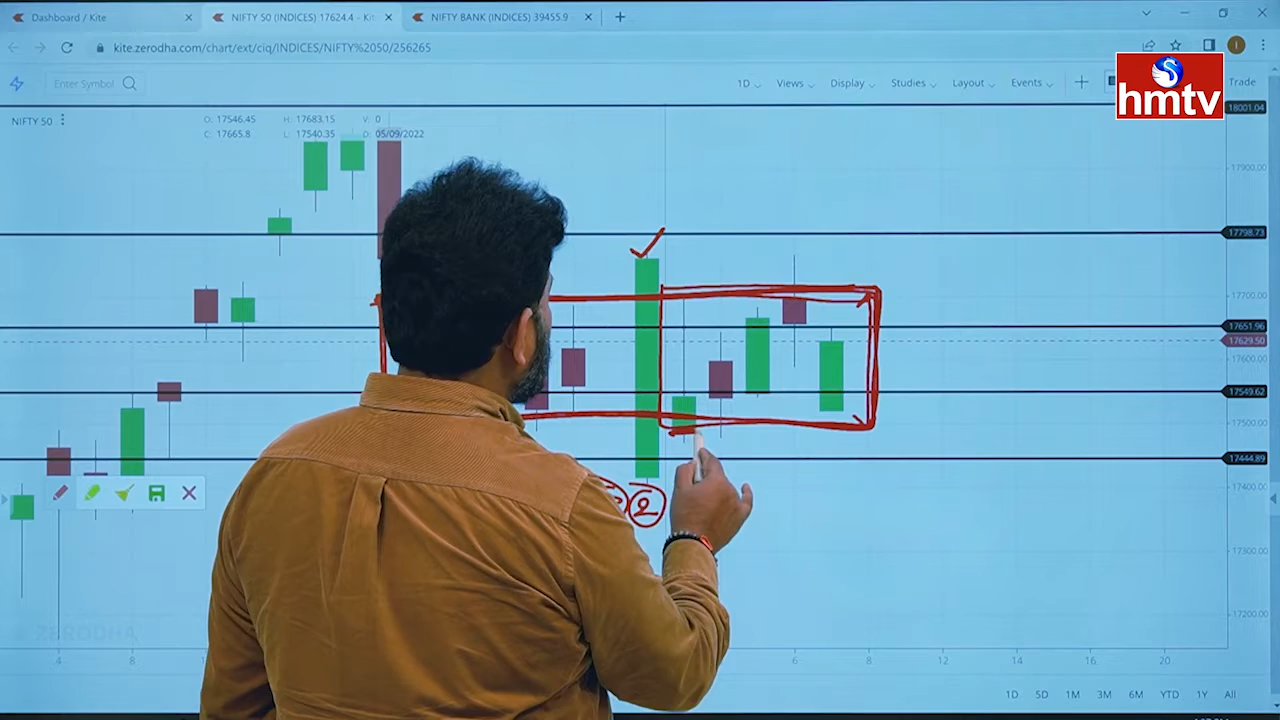 Dashboard / Kite
NIFTY 50 (INDICES) 17624.4 - Kit
NIFTY BANK (INDICES) 39455.9 -
kite.zerodha.com/chart/ext/ciq/INDICES/NIFTY%2050/256265
Enter Symbol
1D Views Display Studies Layout Events Trade
hmtv
18001.04
NIFTY 50
O: 17546.45 H: 17683.15 V: 0
C: 17665.8 L: 17540.35 D: 05/09/2022
17900.00
17798.73
17700.00
17651.96
17629.50
17600.00
17549.62
17500.00
17444.89
17400.00
2
17300.00
17200.00
ZERODHA
4 8 6 8 12 14 16 20
1D 5D 1M 3M 6M YTD 1Y All